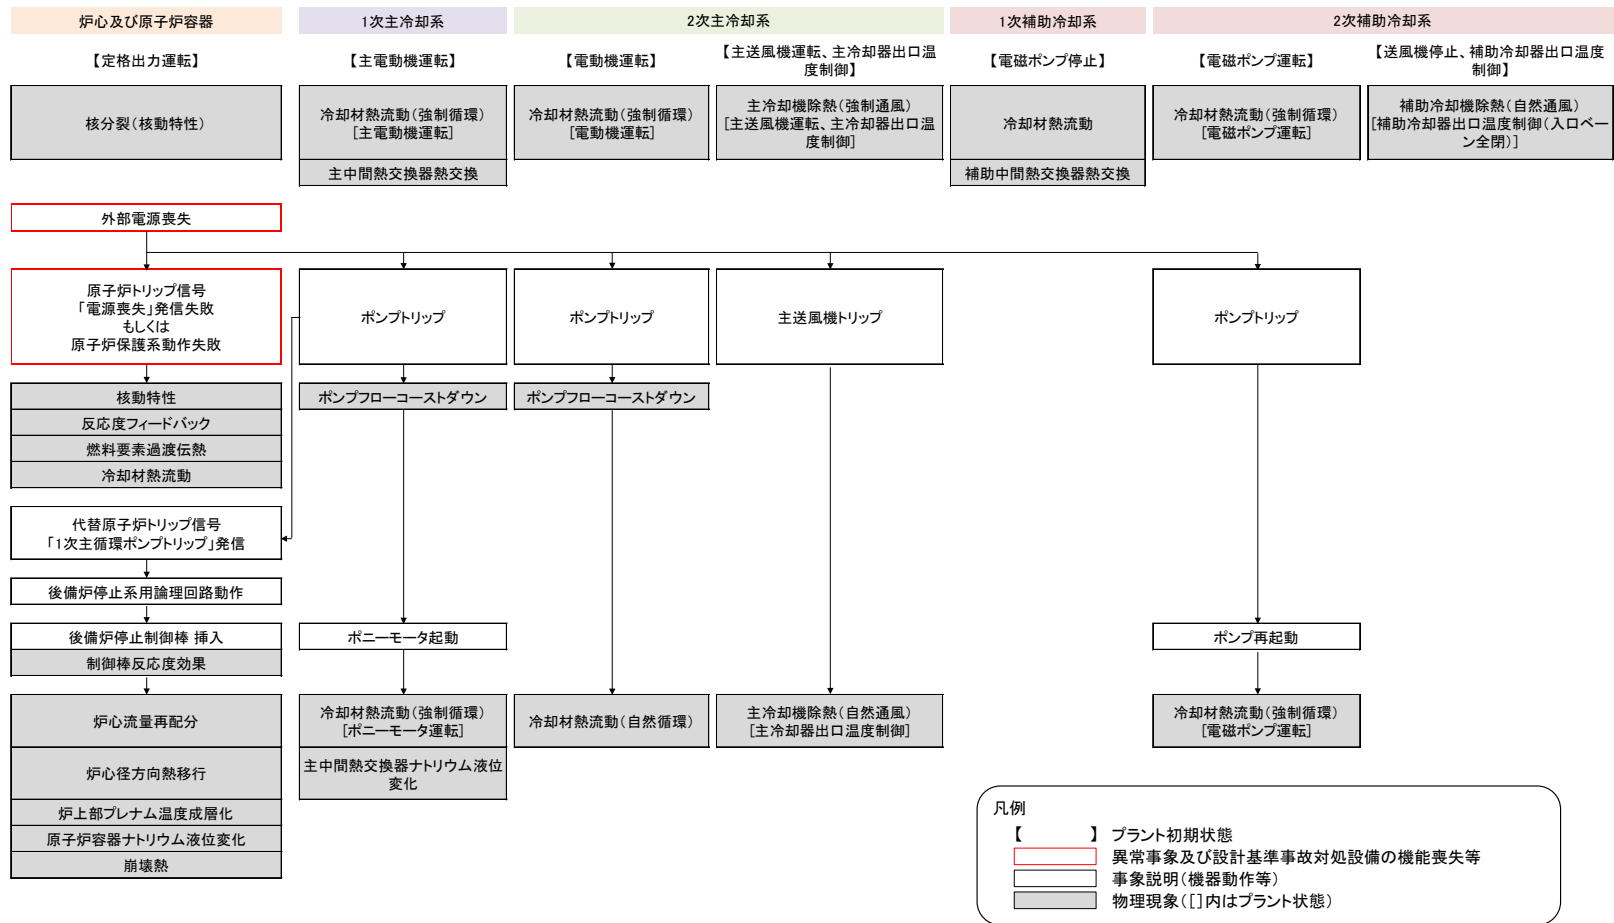 炉心及び原子炉容器
1次主冷却系
2次主冷却系
1次補助冷却系
2次補助冷却系
【定格出力運転】
【主電動機運転】
【電動機運転】
【主送風機運転、主冷却器出口温
度制御】
【電磁ポンプ停止】
【電磁ポンプ運転】
【送風機停止、補助冷却器出口温度
制御】
核分裂(核動特性)
冷却材熱流動(強制循環)
[主電動機運転]
冷却材熱流動(強制循環)
[電動機運転]
主冷却機除熱(強制通風)
[主送風機運転、主冷却器出口温
度制御]
冷却材熱流動
冷却材熱流動(強制循環)
[電磁ポンプ運転]
補助冷却機除熱(自然通風)
[補助冷却器出口温度制御(入口ベー
ン全閉)]
主中間熱交換器熱交換
補助中間熱交換器熱交換
外部電源喪失
原子炉トリップ信号
「電源喪失」発信失敗
もしくは
原子炉保護系動作失敗
ポンプトリップ
ポンプトリップ
主送風機トリップ
ポンプトリップ
核動特性
ポンプフローコーストダウン
ポンプフローコーストダウン
反応度フィードバック
燃料要素過渡伝熱
冷却材熱流動
代替原子炉トリップ信号
「1次主循環ポンプトリップ」発信
後備炉停止系用論理回路動作
後備炉停止制御棒 挿入
ポニーモータ起動
ポンプ再起動
制御棒反応度効果
炉心流量再配分
冷却材熱流動(強制循環)
[ポニーモータ運転]
冷却材熱流動(自然循環)
主冷却機除熱(自然通風)
[主冷却器出口温度制御]
冷却材熱流動(強制循環)
[電磁ポンプ運転]
炉心径方向熱移行
主中間熱交換器ナトリウム液位
変化
炉上部プレナム温度成層化
原子炉容器ナトリウム液位変化
崩壊熱
凡例
【 】 プラント初期状態
異常事象及び設計基準事故対処設備の機能喪失等
事象説明(機器動作等)
物理現象([]内はプラント状態)